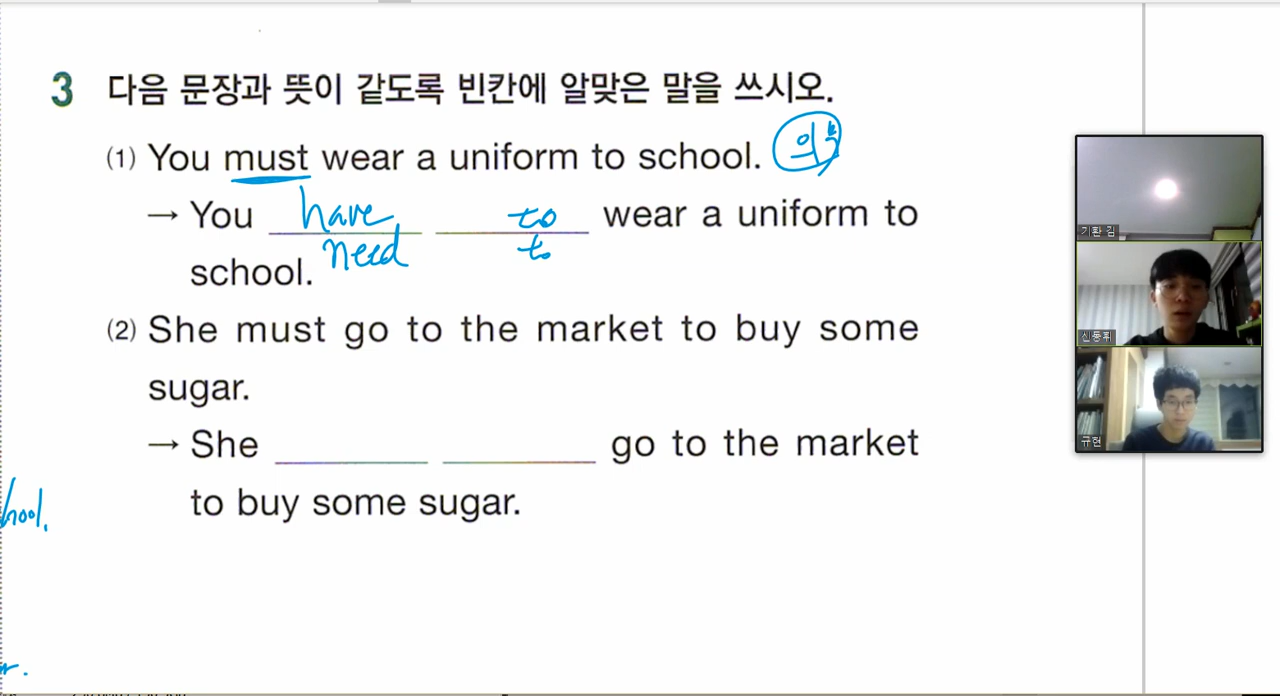 3 다음 문장과 뜻이 같도록 빈칸에 알맞은 말을 쓰시오.
(1) You must wear a uniform to school. 의무
→ You have to wear a uniform to
need to
school.
(2) She must go to the market to buy some
sugar.
→ She ______ ______ go to the market
to buy some sugar.
hool.
기환 김
신동휘
규현